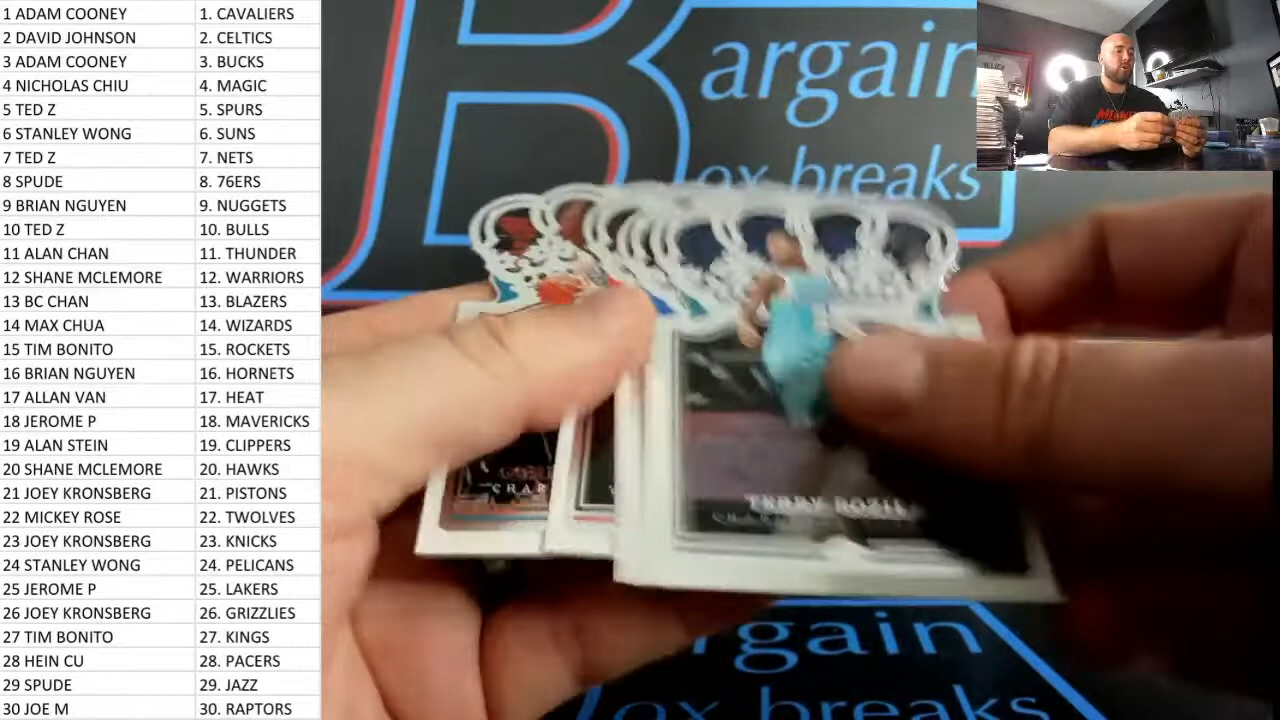 1 ADAM COONEY 1. CAVALIERS
2 DAVID JOHNSON 2. CELTICS
3 ADAM COONEY 3. BUCKS
4 NICHOLAS CHIU 4. MAGIC
5 TED Z 5. SPURS
6 STANLEY WONG 6. SUNS
7 TED Z 7. NETS
8 SPUDE 8. 76ERS
9 BRIAN NGUYEN 9. NUGGETS
10 TED Z 10. BULLS
11 ALAN CHAN 11. THUNDER
12 SHANE MCLEMORE 12. WARRIORS
13 BC CHAN 13. BLAZERS
14 MAX CHUA 14. WIZARDS
15 TIM BONITO 15. ROCKETS
16 BRIAN NGUYEN 16. HORNETS
17 ALLAN VAN 17. HEAT
18 JEROME P 18. MAVERICKS
19 ALAN STEIN 19. CLIPPERS
20 SHANE MCLEMORE 20. HAWKS
21 JOEY KRONSBERG 21. PISTONS
22 MICKEY ROSE 22. TWOLVES
23 JOEY KRONSBERG 23. KNICKS
24 STANLEY WONG 24. PELICANS
25 JEROME P 25. LAKERS
26 JOEY KRONSBERG 26. GRIZZLIES
27 TIM BONITO 27. KINGS
28 HEIN CU 28. PACERS
29 SPUDE 29. JAZZ
30 JOE M 30. RAPTORS
Bargain
ox breaks
CHAR
TERRY ROZI
gain
ox breaks